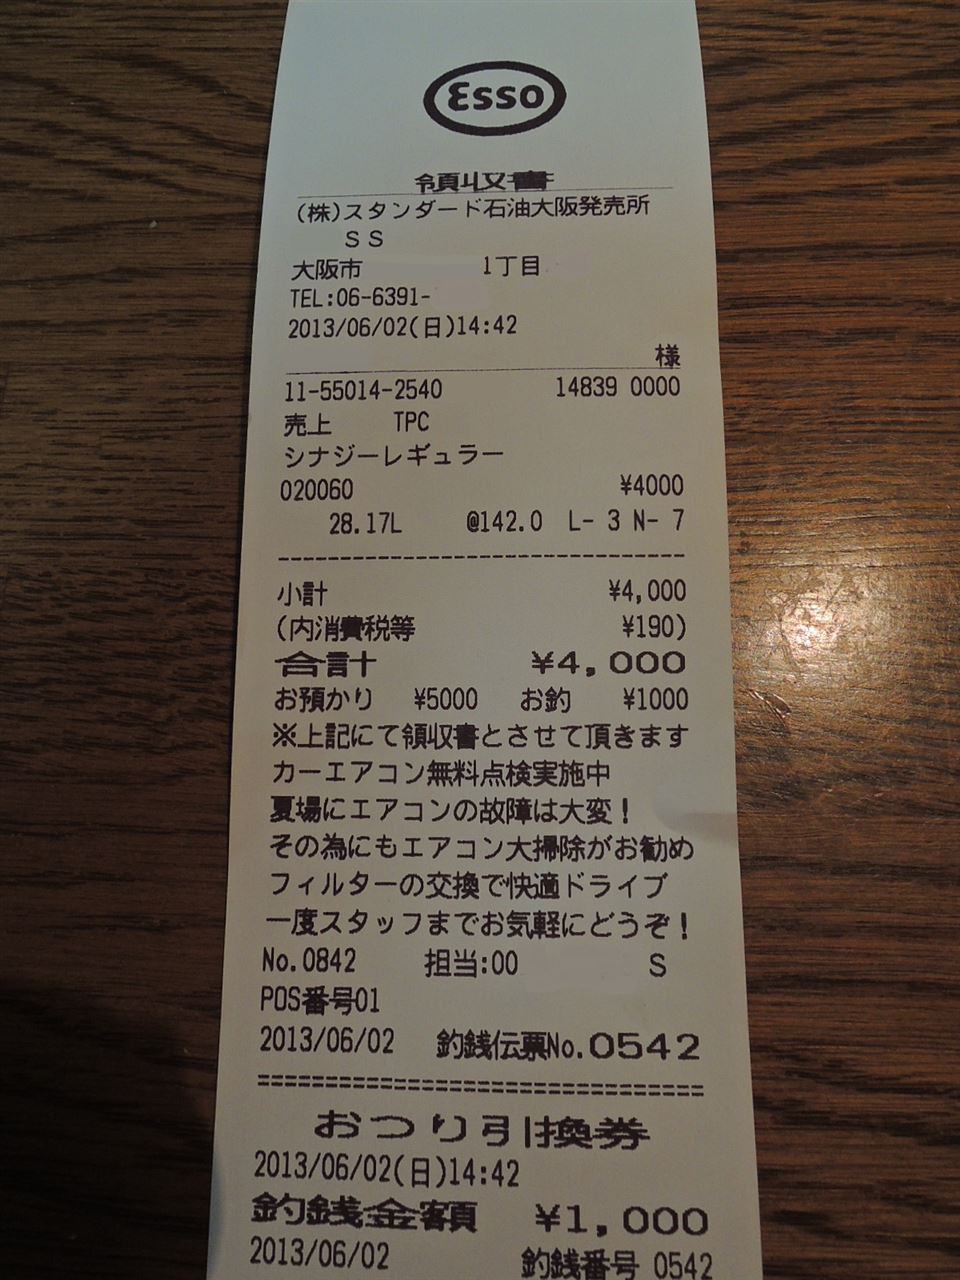 Esso
領収書
(株)スタンダード石油大阪発売所
SS
大阪市 1丁目
TEL:06-6391-
2013/06/02(日)14:42
様
11-55014-2540 14839 0000
売上 TPC
シナジーレギュラー
020060 ¥4000
28.17L @142.0 L- 3 N- 7
小計 ¥4,000
(内消費税等 ¥190)
合計 ¥4,000
お預かり ¥5000 お釣 ¥1000
※上記にて領収書とさせて頂きます
カーエアコン無料点検実施中
夏場にエアコンの故障は大変!
その為にもエアコン大掃除がお勧め
フィルターの交換で快適ドライブ
一度スタッフまでお気軽にどうぞ!
No.0842 担当:00 S
POS番号01
2013/06/02 釣銭伝票No.0542
おつり引換券
2013/06/02(日)14:42
釣銭金額 ¥1,000
2013/06/02 釣銭番号 0542